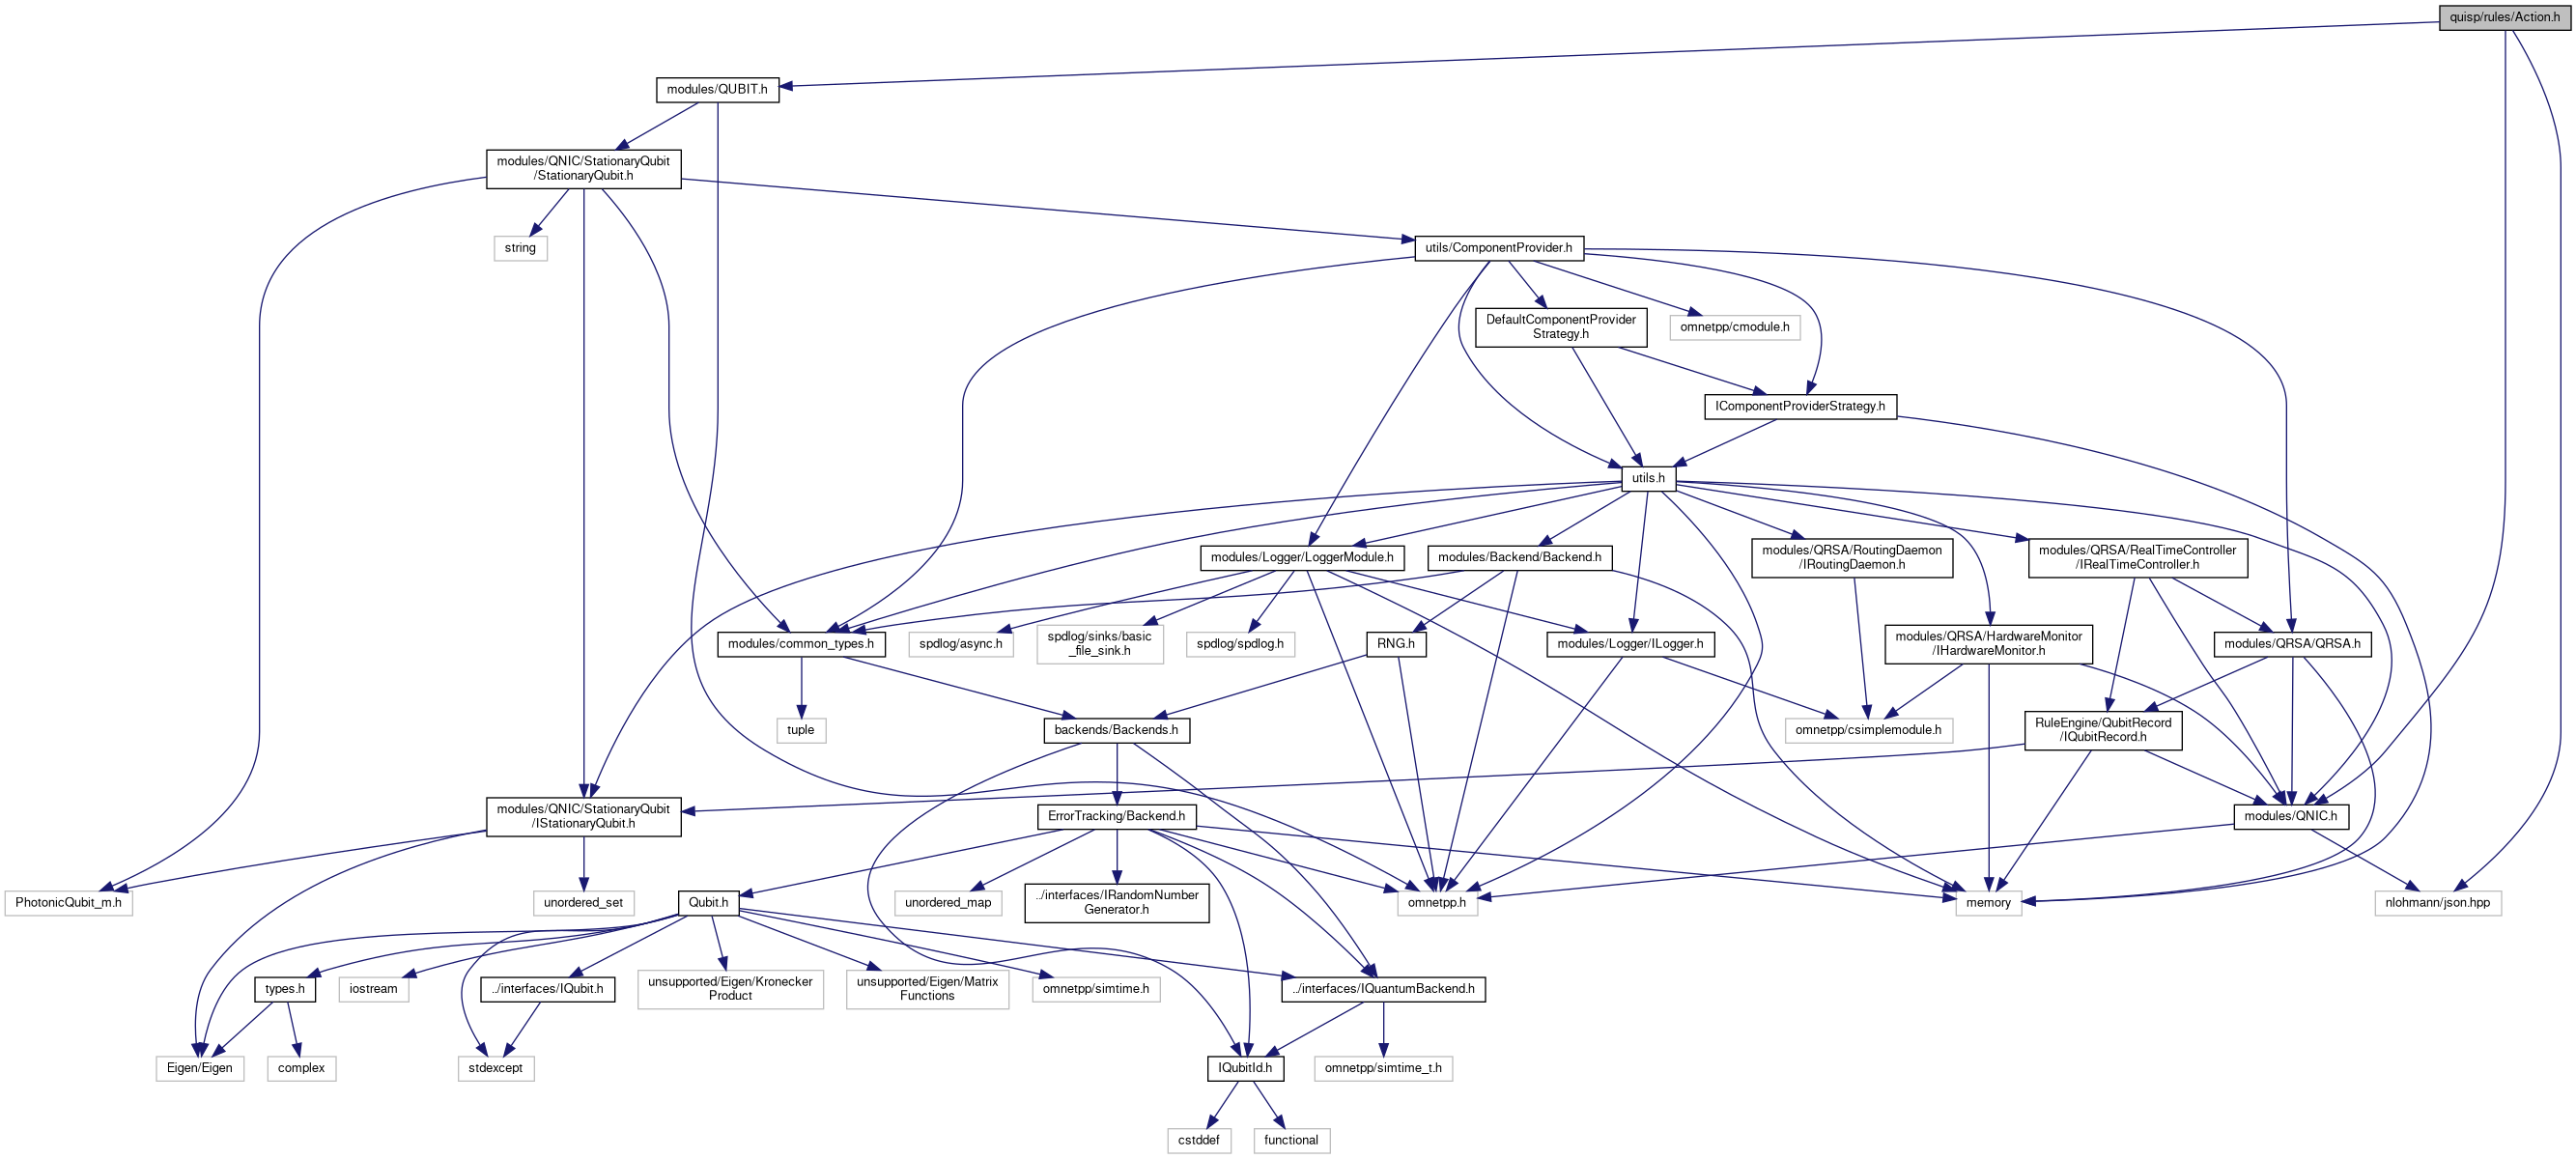 quisp/rules/Action.h
modules/QUBIT.h
modules/QNIC/StationaryQubit
/StationaryQubit.h
string
utils/ComponentProvider.h
DefaultComponentProvider
Strategy.h
omnetpp/cmodule.h
IComponentProviderStrategy.h
utils.h
modules/Logger/LoggerModule.h
modules/Backend/Backend.h
modules/QRSA/RoutingDaemon
/IRoutingDaemon.h
modules/QRSA/RealTimeController
/IRealTimeController.h
modules/common_types.h
spdlog/async.h
spdlog/sinks/basic
_file_sink.h
spdlog/spdlog.h
RNG.h
modules/Logger/ILogger.h
modules/QRSA/HardwareMonitor
/IHardwareMonitor.h
modules/QRSA/QRSA.h
tuple
backends/Backends.h
omnetpp/csimplemodule.h
RuleEngine/QubitRecord
/IQubitRecord.h
modules/QNIC/StationaryQubit
/IStationaryQubit.h
ErrorTracking/Backend.h
modules/QNIC.h
PhotonicQubit_m.h
unordered_set
Qubit.h
unordered_map
../interfaces/IRandomNumber
Generator.h
omnetpp.h
memory
nlohmann/json.hpp
types.h
iostream
../interfaces/IQubit.h
unsupported/Eigen/Kronecker
Product
unsupported/Eigen/Matrix
Functions
omnetpp/simtime.h
../interfaces/IQuantumBackend.h
Eigen/Eigen
complex
stdexcept
IQubitId.h
omnetpp/simtime_t.h
cstddef
functional